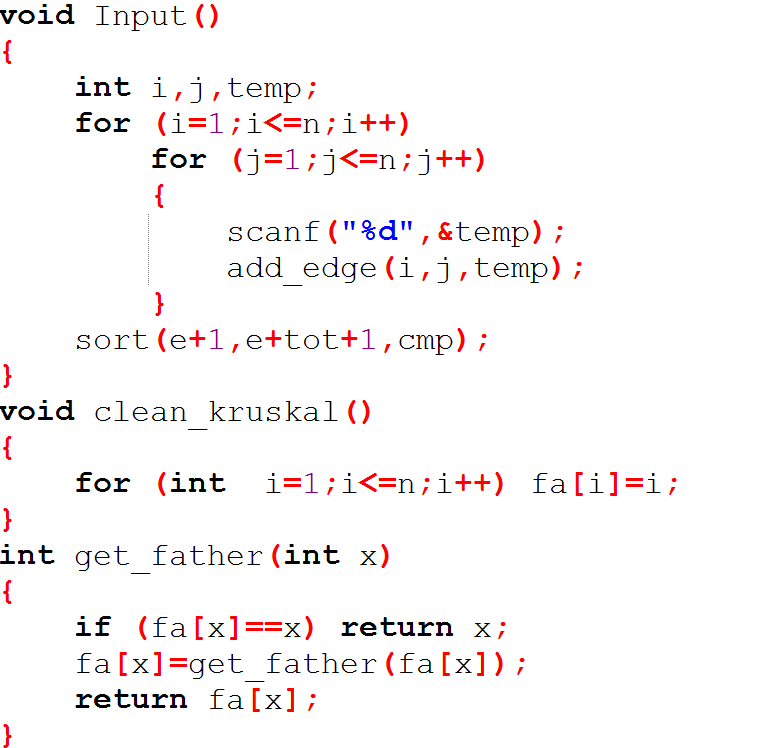 void Input()
{
    int i,j,temp;
    for (i=1;i<=n;i++)
        for (j=1;j<=n;j++)
        {
            scanf("%d",&temp);
            add_edge(i,j,temp);
        }
    sort(e+1,e+tot+1,cmp);
}
void clean_kruskal()
{
    for (int  i=1;i<=n;i++) fa[i]=i;
}
int get_father(int x)
{
    if (fa[x]==x) return x;
    fa[x]=get_father(fa[x]);
    return fa[x];
}